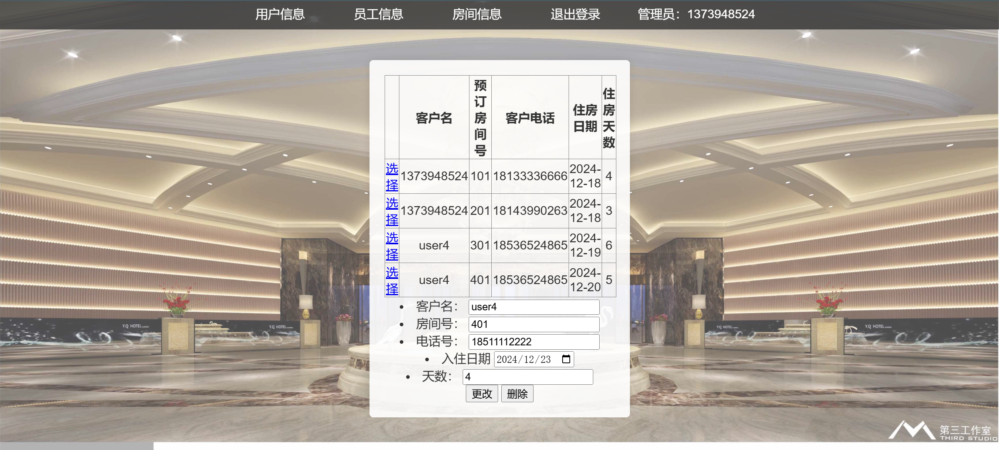 用户信息 员工信息 房间信息 退出登录 管理员：1373948524
客户名 预订房间号 客户电话 住房日期 住房天数
选择 1373948524 101 18133336666 2024-12-18 4
选择 1373948524 201 18143990263 2024-12-18 3
选择 user4 301 18536524865 2024-12-19 6
选择 user4 401 18536524865 2024-12-20 5
客户名： user4
房间号： 401
电话号： 18511112222
入住日期 2024/12/23
天数： 4
更改 删除
Y.Q HOTEL
Y.Q HOTEL
Y.Q HOTEL
Y.Q HOTEL
第三工作室
THIRD STUDIO